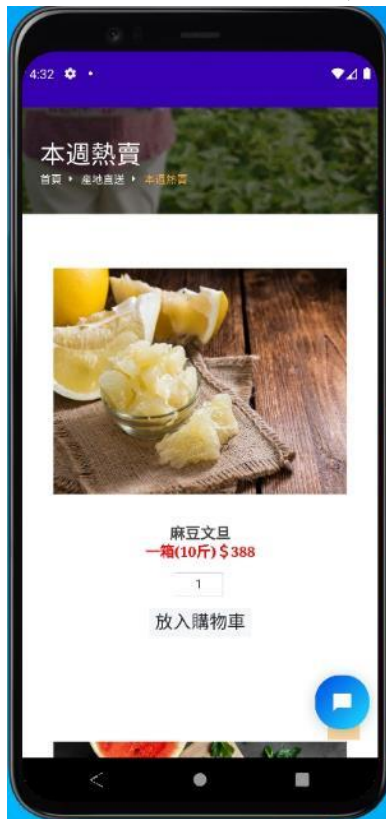 4:32
本週熱賣
首頁 ‣ 產地直送 ‣ 本週熱賣
麻豆文旦
一箱(10斤)＄388
1
放入購物車